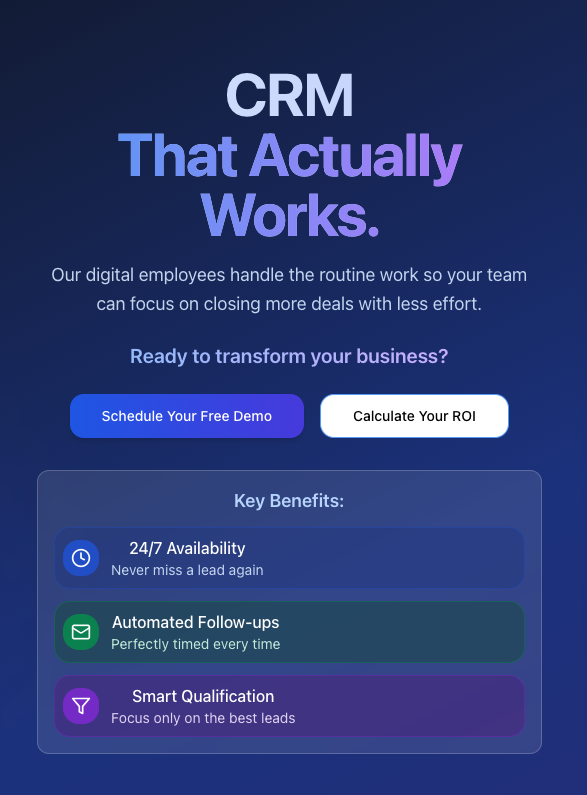 CRM
That Actually
Works.
Our digital employees handle the routine work so your team
can focus on closing more deals with less effort.
Ready to transform your business?
Schedule Your Free Demo
Calculate Your ROI
Key Benefits:
24/7 Availability
Never miss a lead again
Automated Follow-ups
Perfectly timed every time
Smart Qualification
Focus only on the best leads